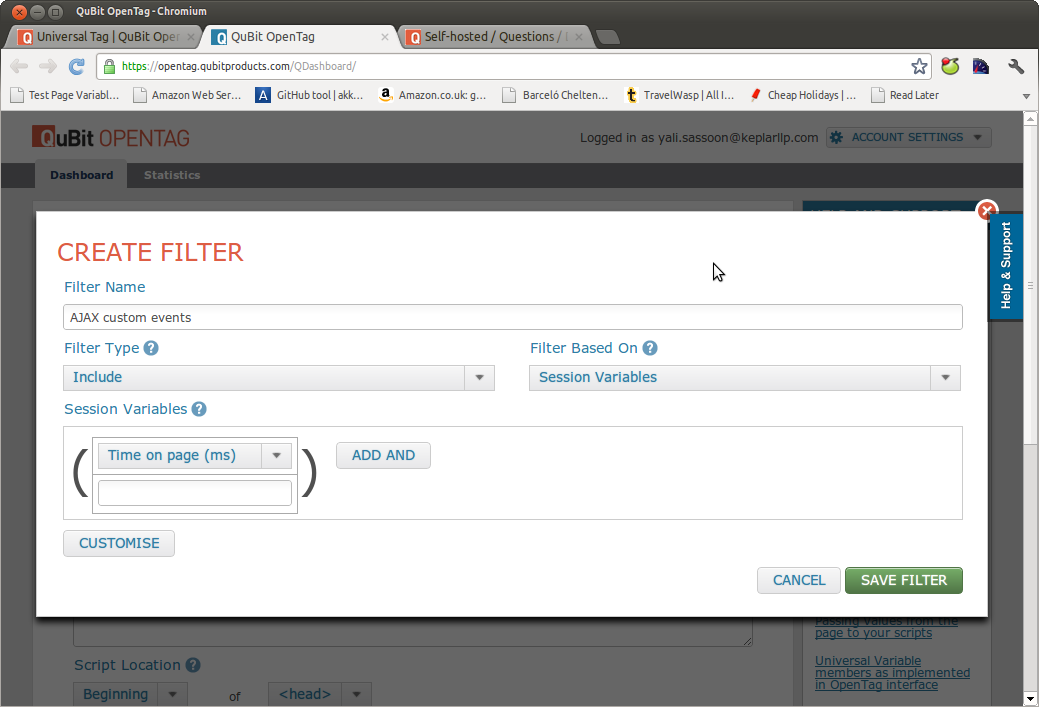 QuBit OpenTag - Chromium
Universal Tag | QuBit Open
QuBit OpenTag
Self-hosted / Questions /
https://opentag.qubitproducts.com/QDashboard/
Test Page Variabl...
Amazon Web Ser...
GitHub tool | akk...
Amazon.co.uk: g...
Barceló Chelten...
TravelWasp | All I...
Cheap Holidays | ...
Read Later
QuBit OPENTAG
Logged in as yali.sassoon@keplarllp.com
ACCOUNT SETTINGS
Dashboard
Statistics
HELP AND SUPPORT
Help & Support
CREATE FILTER
Filter Name
AJAX custom events
Filter Type ?
Filter Based On ?
Include
Session Variables
Session Variables ?
( Time on page (ms) )
ADD AND
CUSTOMISE
CANCEL
SAVE FILTER
Passing values from the
page to your scripts
Script Location ?
Universal Variable
members as implemented
in OpenTag interface
Beginning
of
<head>